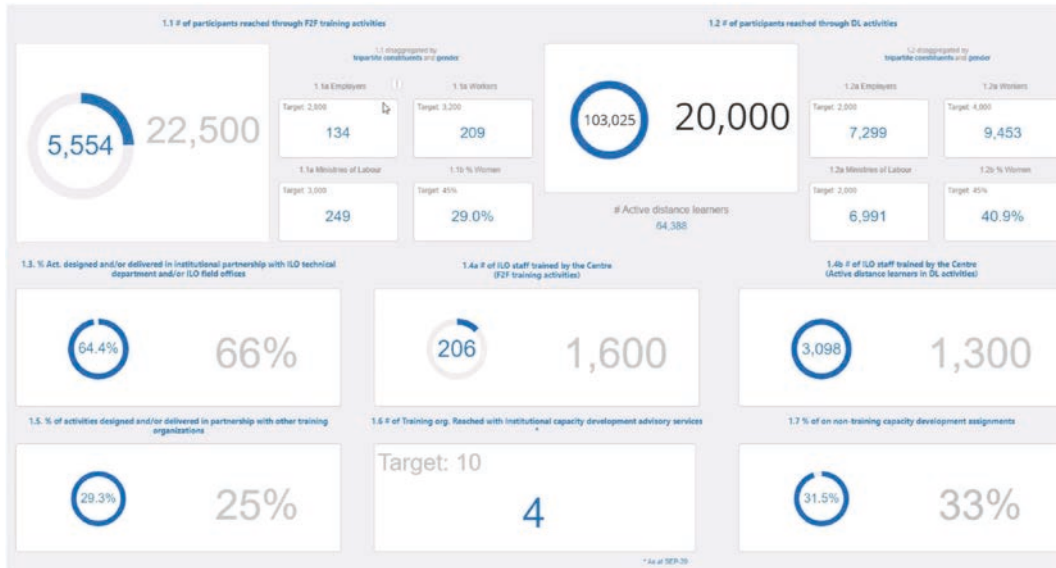 1.1 # of participants reached through F2F training activities
5,554
22,500
1.1 disaggregated by
tripartite constituents and gender
1.1a Employers
Target: 2,000
134
1.1a Workers
Target: 3,200
209
1.1a Ministries of Labour
Target: 3,000
249
1.1b % Women
Target: 45%
29.0%
1.2 # of participants reached through DL activities
103,025
20,000
# Active distance learners
64,388
1.2 disaggregated by
tripartite constituents and gender
1.2a Employers
Target: 2,000
7,299
1.2a Workers
Target: 4,800
9,453
1.2a Ministries of Labour
Target: 2,000
6,991
1.2b % Women
Target: 45%
40.9%
1.3. % Act. designed and/or delivered in institutional partnership with ILO technical
department and/or ILO field offices
64.4%
66%
1.4a # of ILO staff trained by the Centre
(F2F training activities)
206
1,600
1.4b # of ILO staff trained by the Centre
(Active distance learners in DL activities)
3,098
1,300
1.5. % of activities designed and/or delivered in partnership with other training
organizations
29.3%
25%
1.6 # of Training org. Reached with institutional capacity development advisory services
*
Target: 10
4
* As at SEP-20
1.7 % of on non-training capacity development assignments
31.5%
33%